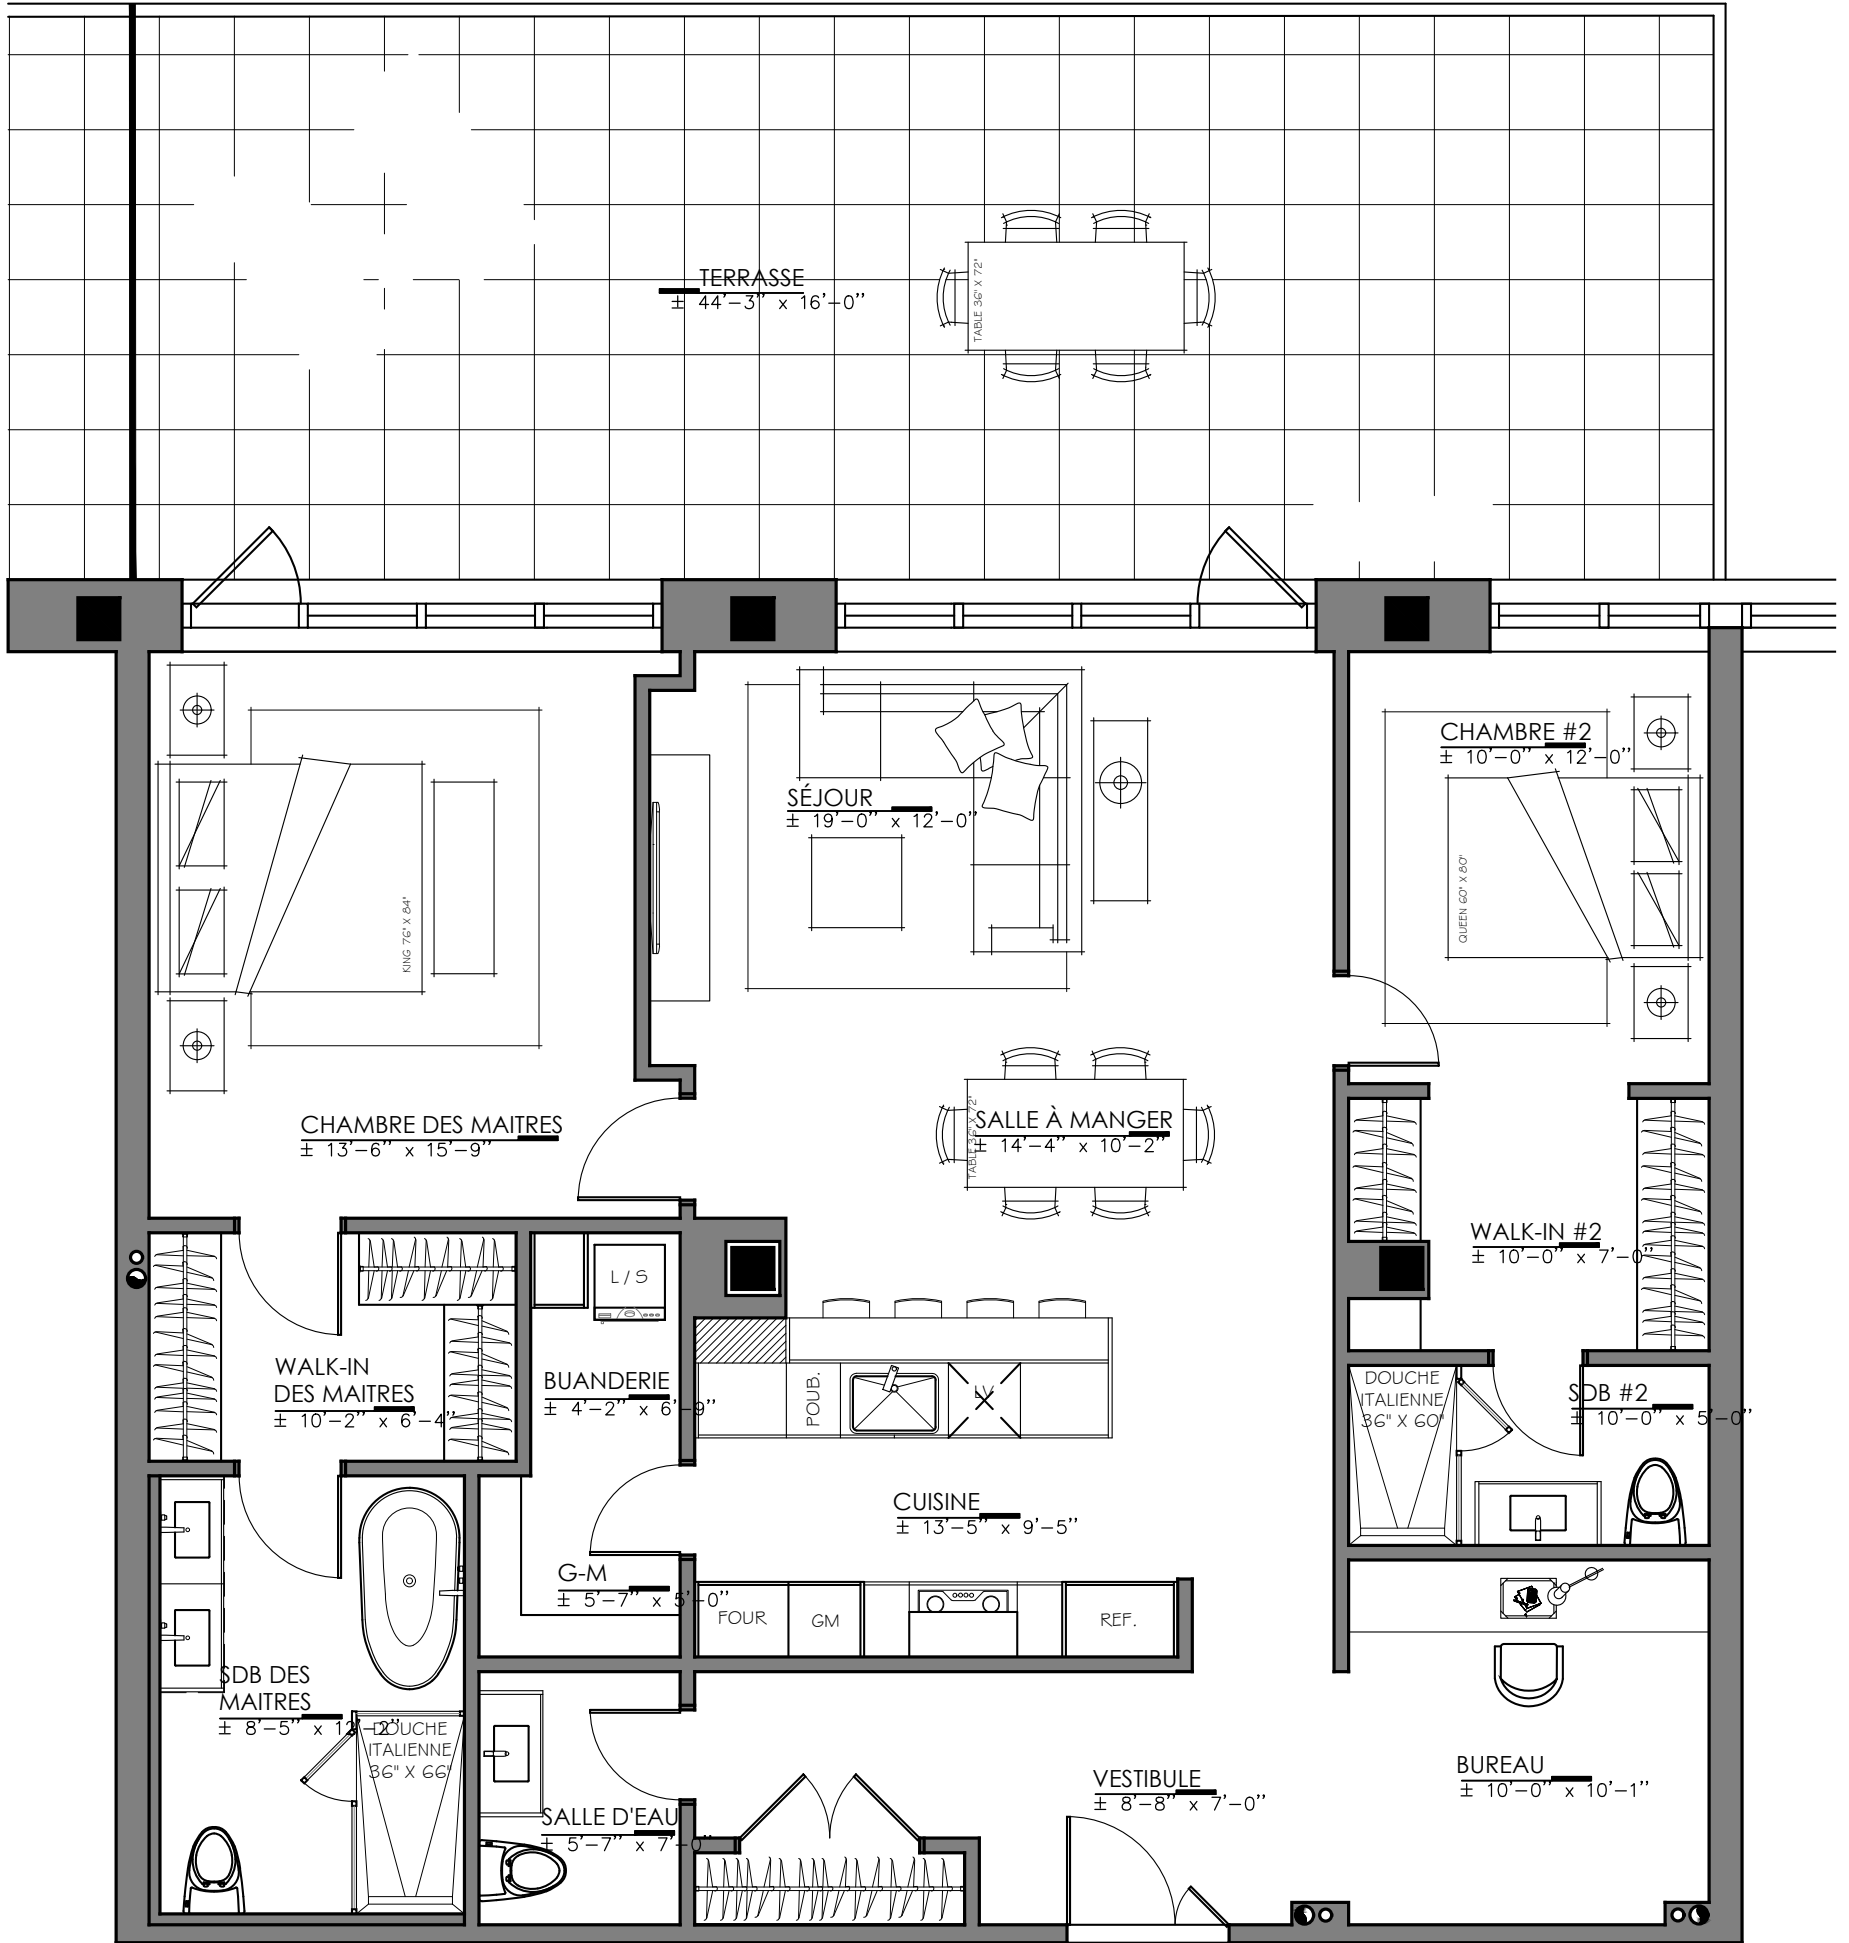 TERRASSE
± 44'-3" x 16'-0"
TABLE 36" X 72"
CHAMBRE #2
± 10'-0" x 12'-0"
SÉJOUR
± 19'-0" x 12'-0"
KING 76" X 84"
QUEEN 60" X 80"
CHAMBRE DES MAITRES
± 13'-6" x 15'-9"
SALLE À MANGER
± 14'-4" x 10'-2"
TABLE 36" X 72"
WALK-IN #2
± 10'-0" x 7'-0"
L / S
WALK-IN
DES MAITRES
± 10'-2" x 6'-4"
BUANDERIE
± 4'-2" x 6'-9"
POUB.
LV
DOUCHE
ITALIENNE
36" X 60"
SDB #2
± 10'-0" x 5'-0"
CUISINE
± 13'-5" x 9'-5"
G-M
± 5'-7" x 5'-0"
FOUR
GM
REF.
SDB DES
MAITRES
± 8'-5" x 12'-2"
DOUCHE
ITALIENNE
36" X 66"
SALLE D'EAU
± 5'-7" x 7'-0"
VESTIBULE
± 8'-8" x 7'-0"
BUREAU
± 10'-0" x 10'-1"